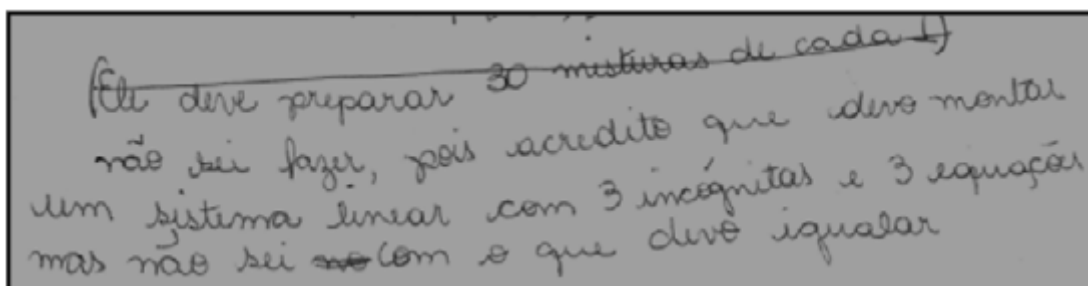 (Ele deve preparar 30 misturas de cada 1)
não sei fazer, pois acredito que devo montar
um sistema linear com 3 incógnitas e 3 equações
mas não sei com o que devo igualar